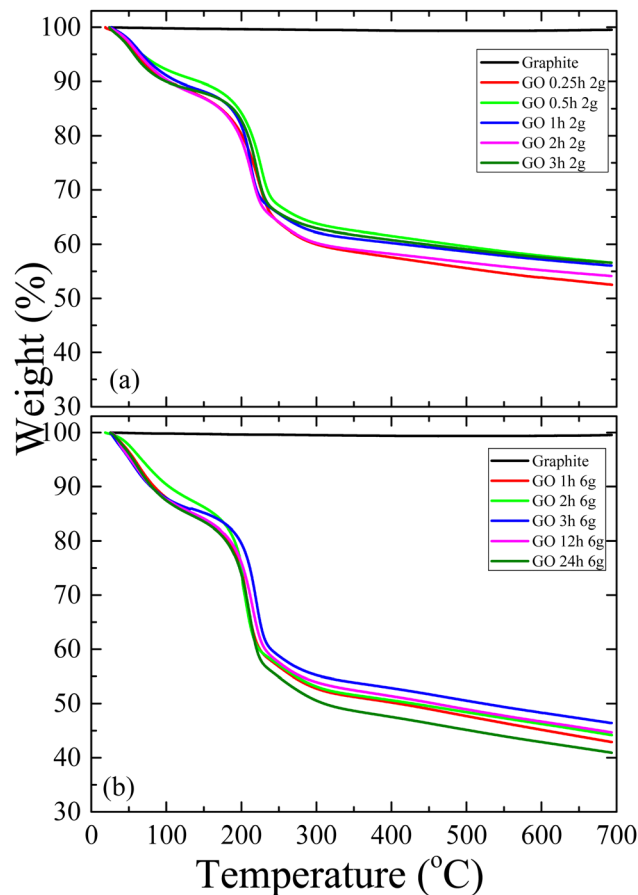 100
90
80
70
60
50
40
30
Graphite
GO 0.25h 2g
GO 0.5h 2g
GO 1h 2g
GO 2h 2g
GO 3h 2g
(a)
Weight (%)
100
90
80
70
60
50
40
30
Graphite
GO 1h 6g
GO 2h 6g
GO 3h 6g
GO 12h 6g
GO 24h 6g
(b)
0 100 200 300 400 500 600 700
Temperature (°C)